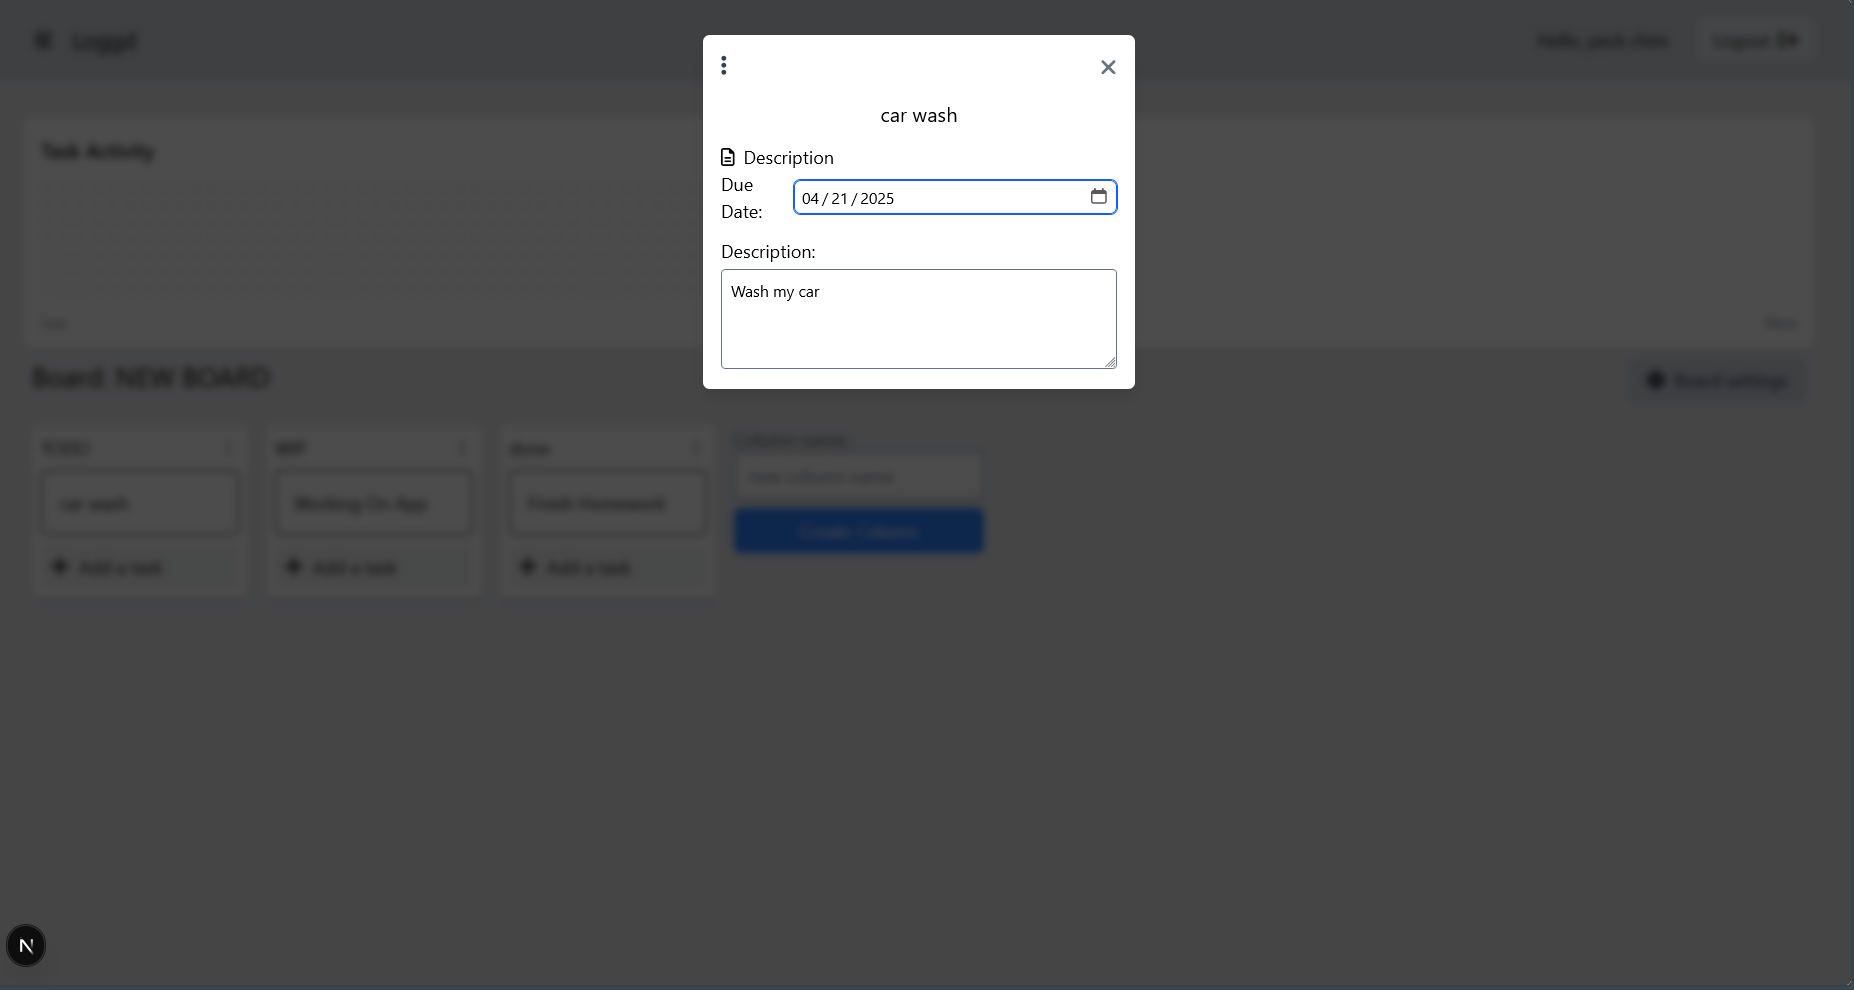 Loggd
Logout
Task Activity
car wash
Description
Due
Date:
04/21/2025
Description:
Wash my car
Board: NEW BOARD
Board settings
TODO
WIP
done
Column name
new column name
car wash
Working On App
Finish Homework
Create Column
Add a task
Add a task
Add a task
N